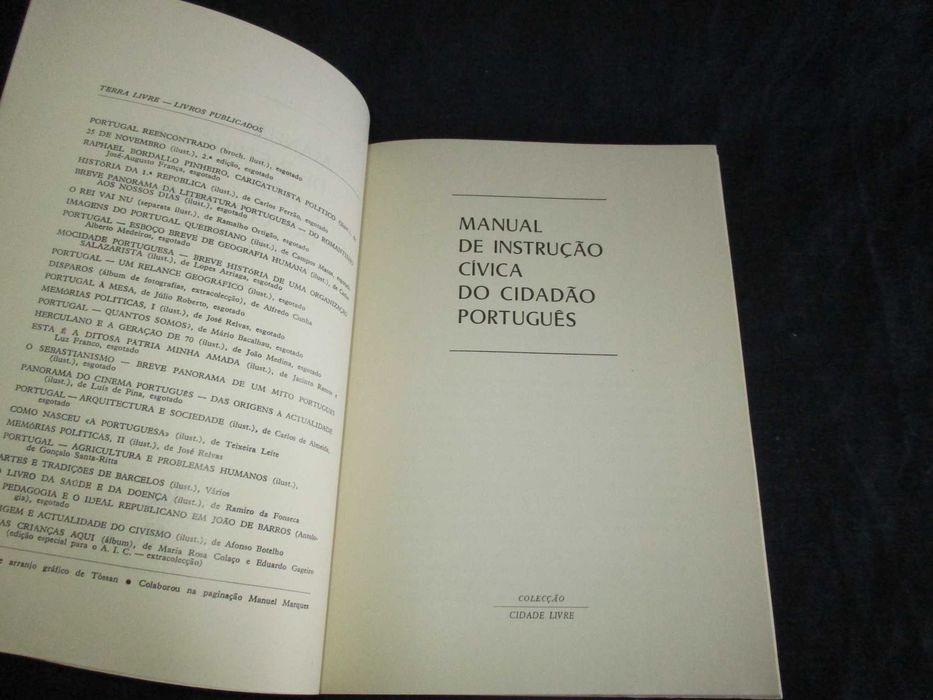 TERRA LIVRE — LIVROS PUBLICADOS
PORTUGAL REENCONTRADO (broch. ilust.), esgotado
25 DE NOVEMBRO (ilust.), 2.ª edição, esgotado
RAPHAEL BORDALLO PINHEIRO, CARICATURISTA POLÍTICO (ilust.), de
José-Augusto França, esgotado
HISTÓRIA DA 1.ª REPÚBLICA (ilust.), de Carlos Ferrão, esgotado
BREVE PANORAMA DA LITERATURA PORTUGUESA — DO ROMANTISMO
AOS NOSSOS DIAS (ilust.), esgotado
O REI VAI NU (separata ilust.), de Ramalho Ortigão, esgotado
IMAGENS DO PORTUGAL QUEIROSIANO (ilust.), de Campos Matos, esgotado
PORTUGAL — ESBOÇO BREVE DE GEOGRAFIA HUMANA (ilust.), de Carlos
Alberto Medeiros, esgotado
MOCIDADE PORTUGUESA — BREVE HISTÓRIA DE UMA ORGANIZAÇÃO
SALAZARISTA (ilust.), de Lopes Arriaga, esgotado
PORTUGAL — UM RELANCE GEOGRÁFICO (ilust.), esgotado
DISPAROS (álbum de fotografias, extracolecção), de Alfredo Cunha
PORTUGAL À MESA, de Júlio Roberto, esgotado
MEMÓRIAS POLÍTICAS, I (ilust.), de José Relvas, esgotado
PORTUGAL — QUANTOS SOMOS?, de Mário Bacalhau, esgotado
HERCULANO E A GERAÇÃO DE 70 (ilust.), de João Medina, esgotado
ESTA É A DITOSA PÁTRIA MINHA AMADA (ilust.), de Jacinto Ramos e
Luz Franco, esgotado
O SEBASTIANISMO — BREVE PANORAMA DE UM MITO PORTUGUÊS
(ilust.), esgotado
PANORAMA DO CINEMA PORTUGUÊS — DAS ORIGENS À ACTUALIDADE
(ilust.), de Luís de Pina, esgotado
PORTUGAL — ARQUITECTURA E SOCIEDADE (ilust.), de Carlos de Almeida,
esgotado
COMO NASCEU «A PORTUGUESA» (ilust.), de Teixeira Leite
MEMÓRIAS POLÍTICAS, II (ilust.), de José Relvas
PORTUGAL — AGRICULTURA E PROBLEMAS HUMANOS (ilust.),
de Gonçalo Santa-Ritta
ARTES E TRADIÇÕES DE BARCELOS (ilust.), Vários
LIVRO DA SAÚDE E DA DOENÇA (ilust.), de Ramiro da Fonseca
PEDAGOGIA E O IDEAL REPUBLICANO EM JOÃO DE BARROS (Antolo-
gia), esgotado
GEM E ACTUALIDADE DO CIVISMO (ilust.), de Afonso Botelho
AS CRIANÇAS AQUI (álbum), de Maria Rosa Colaço e Eduardo Gageiro
(edição especial para o A. I. C. — extracolecção)
e arranjo gráfico de Tóssan • Colaborou na paginação Manuel Marques
MANUAL
DE INSTRUÇÃO
CÍVICA
DO CIDADÃO
PORTUGUÊS
COLECÇÃO
CIDADE LIVRE